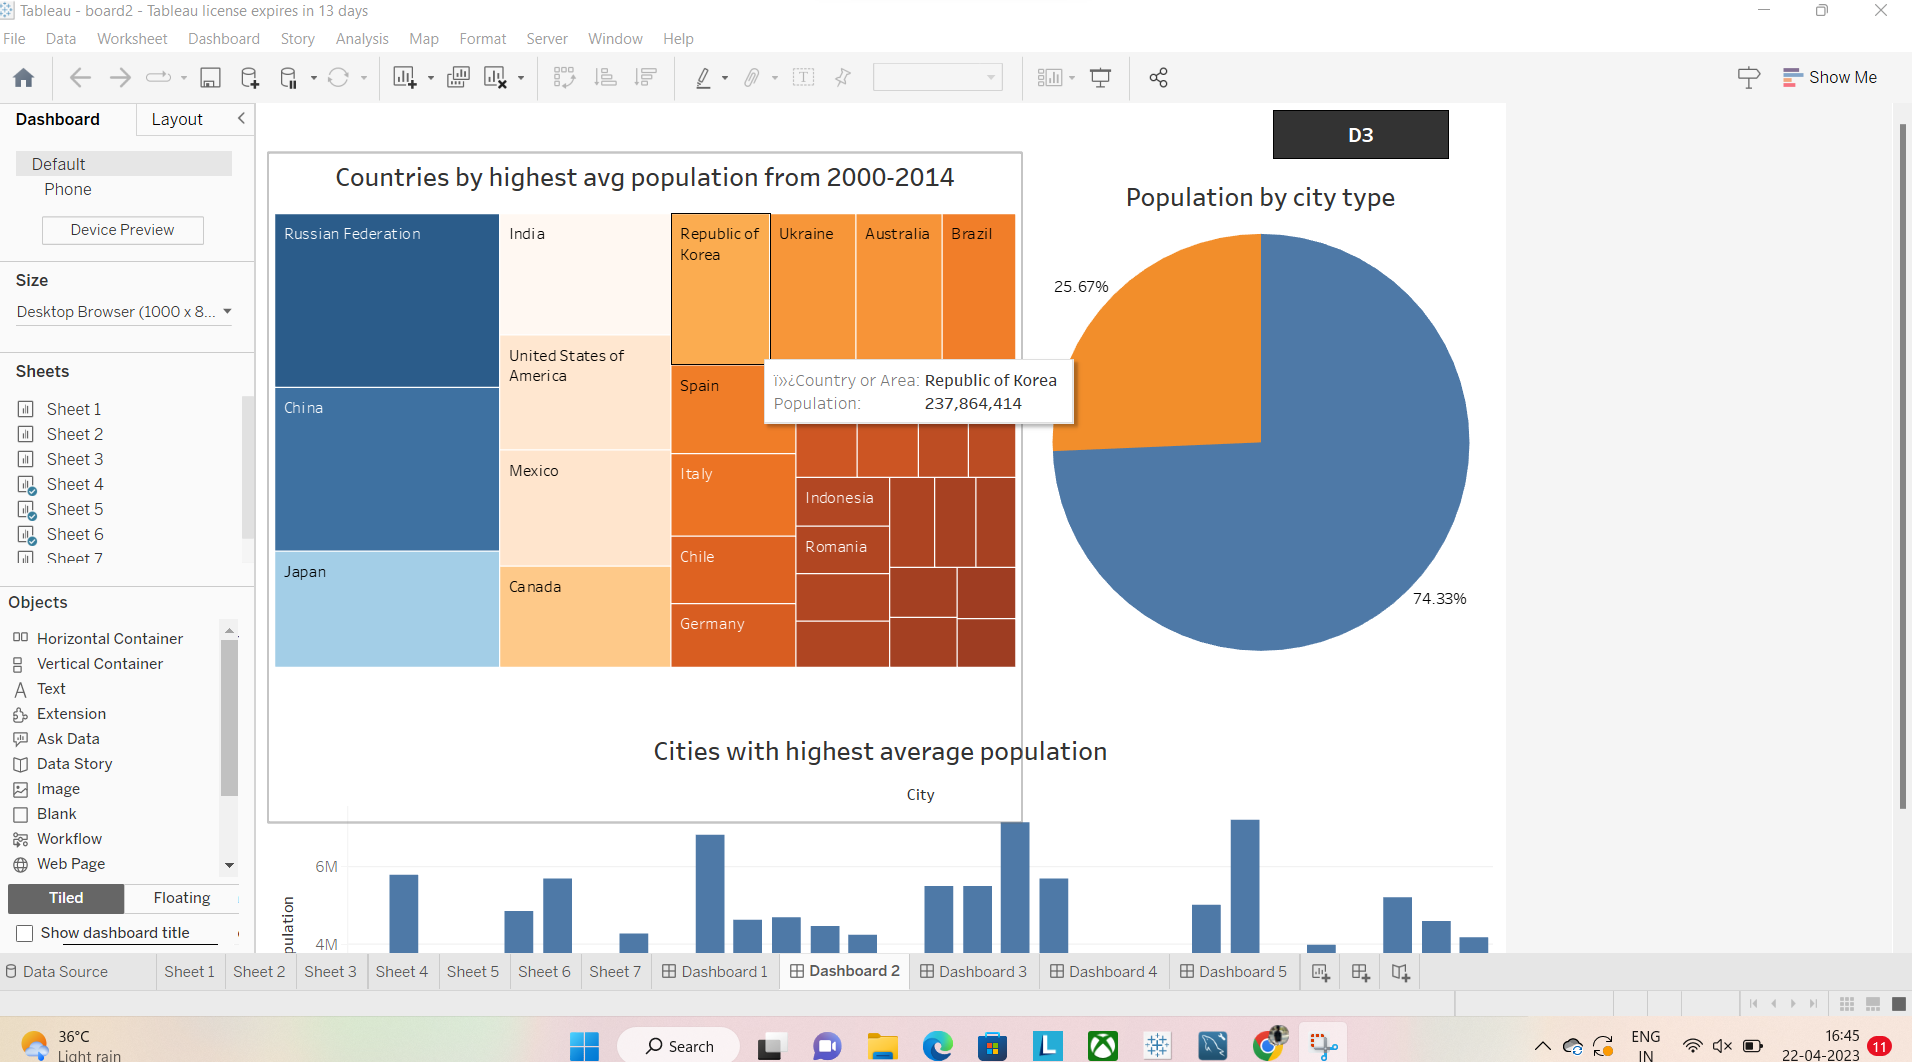 Tableau - board2 - Tableau license expires in 13 days
File Data Worksheet Dashboard Story Analysis Map Format Server Window Help
Show Me
Dashboard Layout
Default
Phone
Device Preview
Size
Desktop Browser (1000 x 8...
Sheets
Sheet 1
Sheet 2
Sheet 3
Sheet 4
Sheet 5
Sheet 6
Sheet 7
Objects
Horizontal Container
Vertical Container
Text
Extension
Ask Data
Data Story
Image
Blank
Workflow
Web Page
Tiled Floating
Show dashboard title
D3
Countries by highest avg population from 2000-2014
Russian Federation
China
Japan
India
United States of
America
Mexico
Canada
Republic of
Korea
Ukraine
Australia
Brazil
Spain
Italy
Chile
Germany
Indonesia
Romania
ï»¿Country or Area: Republic of Korea
Population: 237,864,414
Population by city type
25.67%
74.33%
Cities with highest average population
City
6M
4M
pulation
Data Source Sheet 1 Sheet 2 Sheet 3 Sheet 4 Sheet 5 Sheet 6 Sheet 7 Dashboard 1 Dashboard 2 Dashboard 3 Dashboard 4 Dashboard 5
36°C
Light rain
Search
ENG
IN
16:45
22-04-2023
11